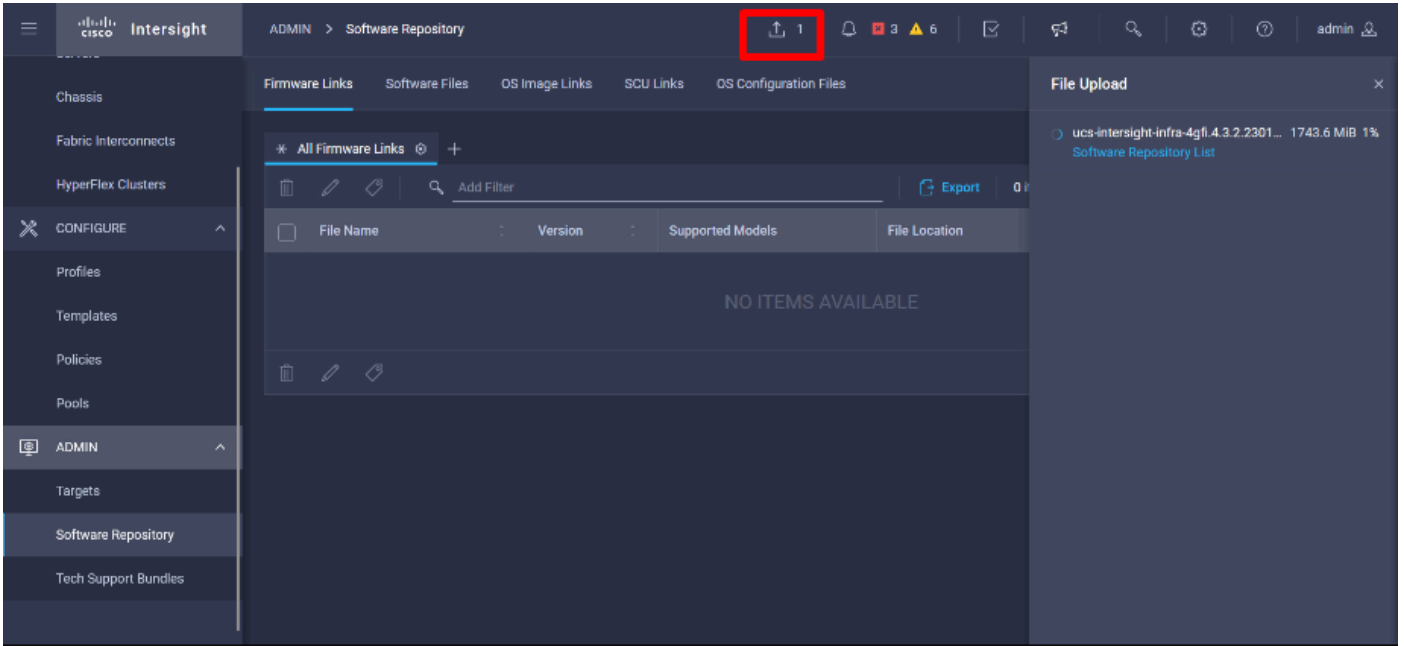 cisco Intersight
ADMIN > Software Repository
1
3
6
admin
Chassis
Fabric Interconnects
HyperFlex Clusters
CONFIGURE
Profiles
Templates
Policies
Pools
ADMIN
Targets
Software Repository
Tech Support Bundles
Firmware Links Software Files OS Image Links SCU Links OS Configuration Files
All Firmware Links
Add Filter
Export 0
File Name Version Supported Models File Location
NO ITEMS AVAILABLE
File Upload
ucs-intersight-infra-4gfi.4.3.2.2301... 1743.6 MiB 1%
Software Repository List